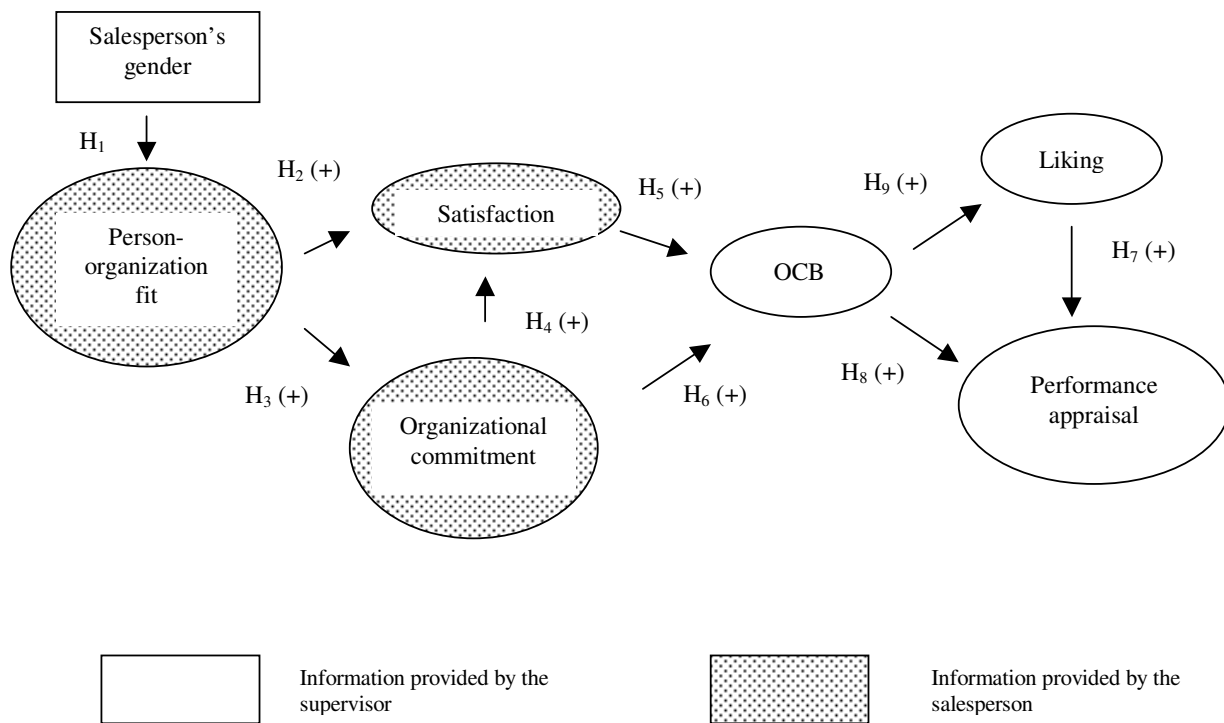 Salesperson's
gender
H₁
Person-
organization
fit
H₂ (+)
H₃ (+)
Satisfaction
H₄ (+)
Organizational
commitment
H₅ (+)
H₆ (+)
OCB
H₉ (+)
H₈ (+)
Liking
H₇ (+)
Performance
appraisal
Information provided by the
supervisor
Information provided by the
salesperson